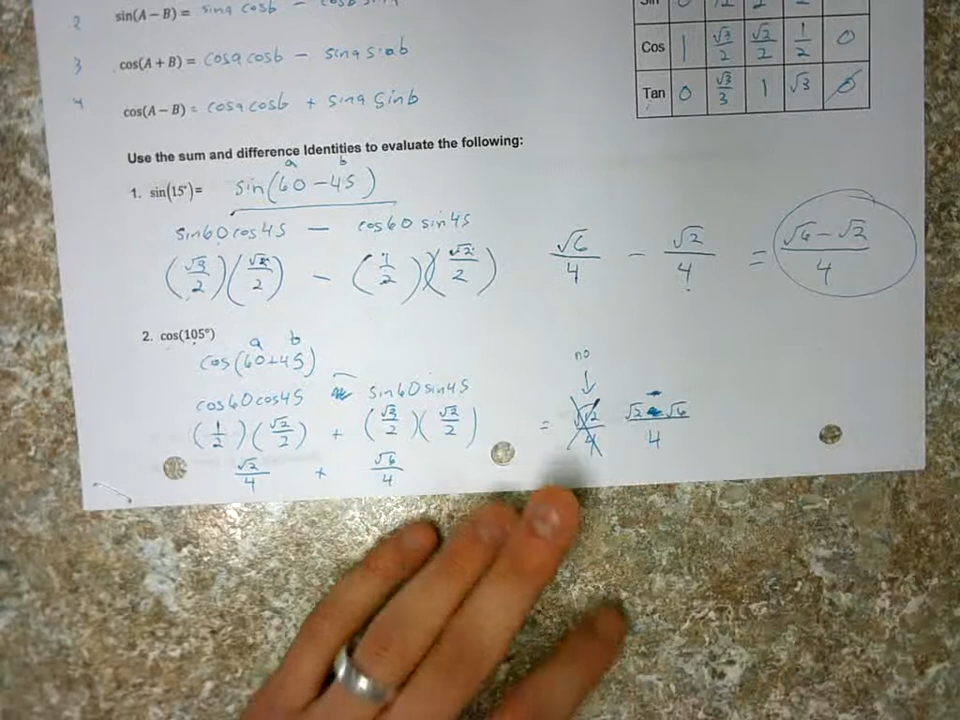 2 sin(A − B) = sina cosb − cosb
3 cos(A + B) = cosa cosb − sina sinb
4 cos(A − B) = cosa cosb + sina sinb
Sin 0
Cos 1 √3/2 √2/2 1/2 0
Tan 0 √3/3 1 √3 ∅
Use the sum and difference Identities to evaluate the following:
a b
1. sin(15°)= sin(60 − 45)
sin60 cos45 − cos60 sin45
(√3/2)(√2/2) − (1/2)(√2/2) √6/4 − √2/4 = (√6 − √2)/4
2. cos(105°)
a b
cos(60+45)
no
cos60cos45 − sin60sin45
(1/2)(√2/2) + (√3/2)(√2/2) = (√2 − √6)/4
√2/4 + √6/4